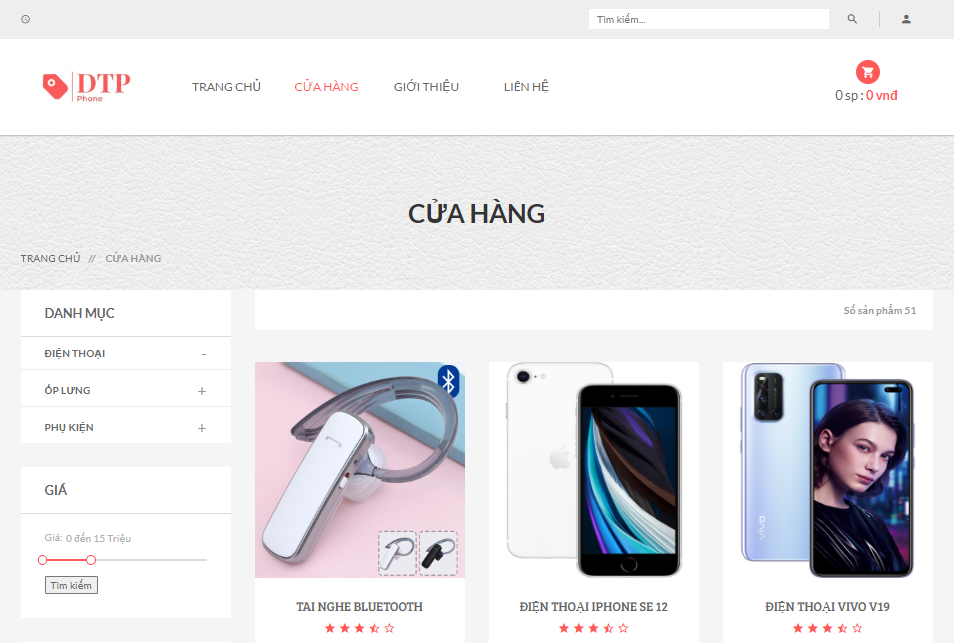 Tìm kiếm...
DTP
Phone
TRANG CHỦ
CỬA HÀNG
GIỚI THIỆU
LIÊN HỆ
0 sp : 0 vnđ
CỬA HÀNG
TRANG CHỦ // CỬA HÀNG
DANH MỤC
ĐIỆN THOẠI -
ỐP LƯNG +
PHỤ KIỆN +
GIÁ
Giá: 0 đến 15 Triệu
Tìm kiếm
Số sản phẩm 51
TAI NGHE BLUETOOTH
ĐIỆN THOẠI IPHONE SE 12
vivo
ĐIỆN THOẠI VIVO V19